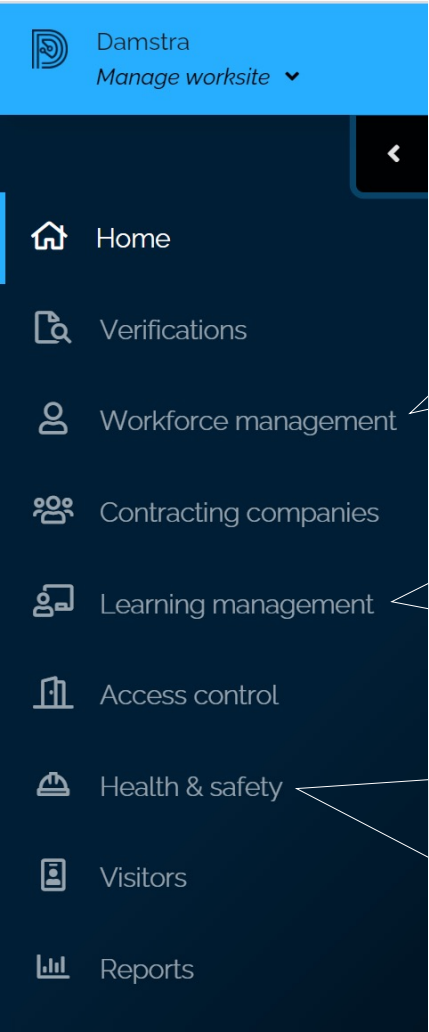 Damstra
Manage worksite
Home
Verifications
Workforce management
Contracting companies
Learning management
Access control
Health & safety
Visitors
Reports